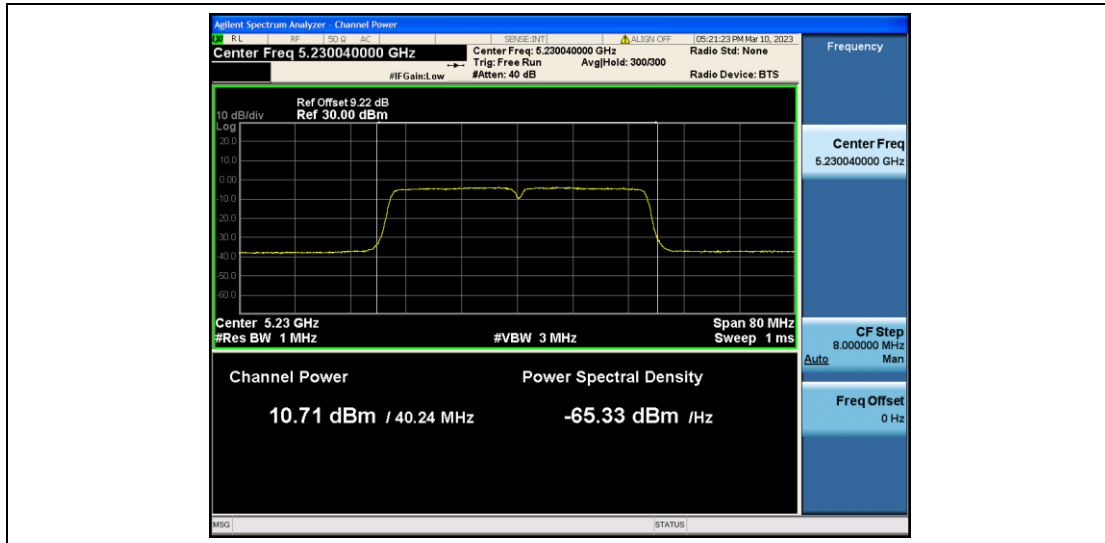 Agilent Spectrum Analyzer - Channel Power
RL RF 50 Ω AC SENSE:INT ALIGN OFF 05:21:23 PM Mar 10, 2023
Center Freq 5.230040000 GHz Center Freq: 5.230040000 GHz Radio Std: None
Trig: Free Run Avg|Hold: 300/300
#IFGain:Low #Atten: 40 dB Radio Device: BTS
Frequency
Ref Offset 9.22 dB
10 dB/div Ref 30.00 dBm
Log
20.0
10.0
0.00
-10.0
-20.0
-30.0
-40.0
-50.0
-60.0
Center 5.23 GHz Span 80 MHz
#Res BW 1 MHz #VBW 3 MHz Sweep 1 ms
Channel Power Power Spectral Density
10.71 dBm / 40.24 MHz -65.33 dBm /Hz
Center Freq
5.230040000 GHz
CF Step
8.000000 MHz
Auto Man
Freq Offset
0 Hz
MSG STATUS